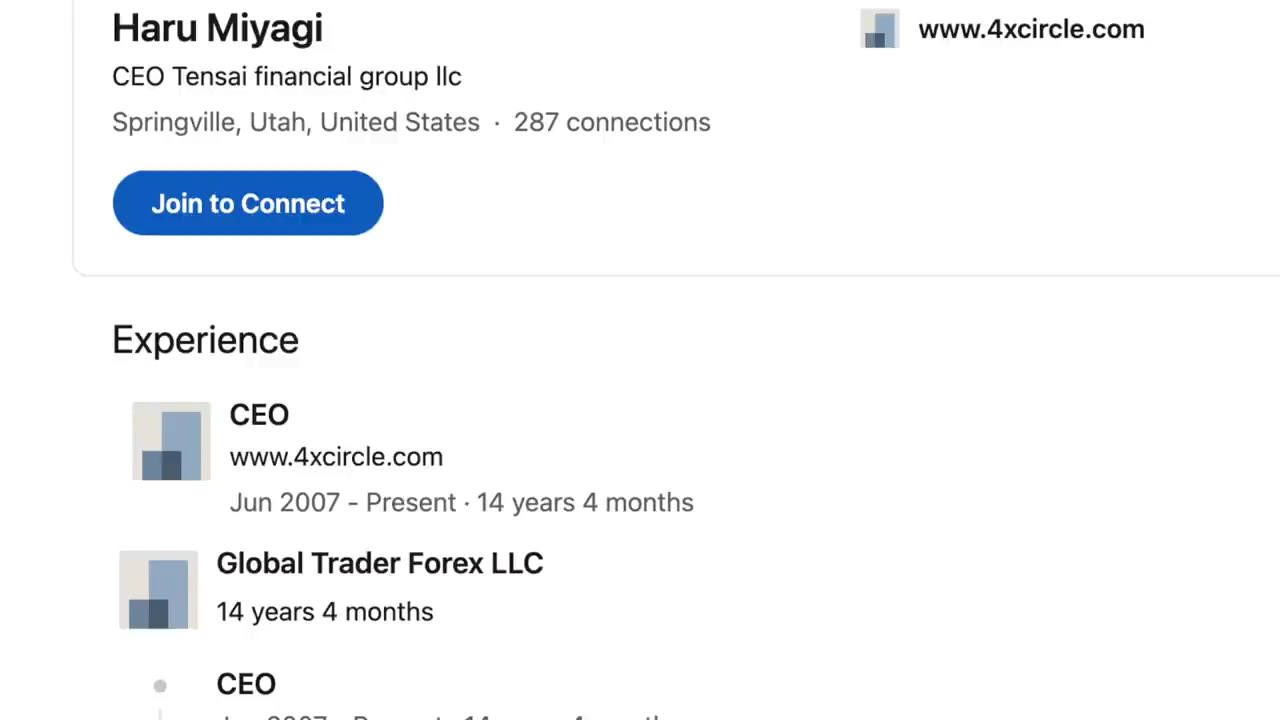 Haru Miyagi
www.4xcircle.com
CEO Tensai financial group llc
Springville, Utah, United States · 287 connections
Join to Connect
Experience
CEO
www.4xcircle.com
Jun 2007 - Present · 14 years 4 months
Global Trader Forex LLC
14 years 4 months
CEO